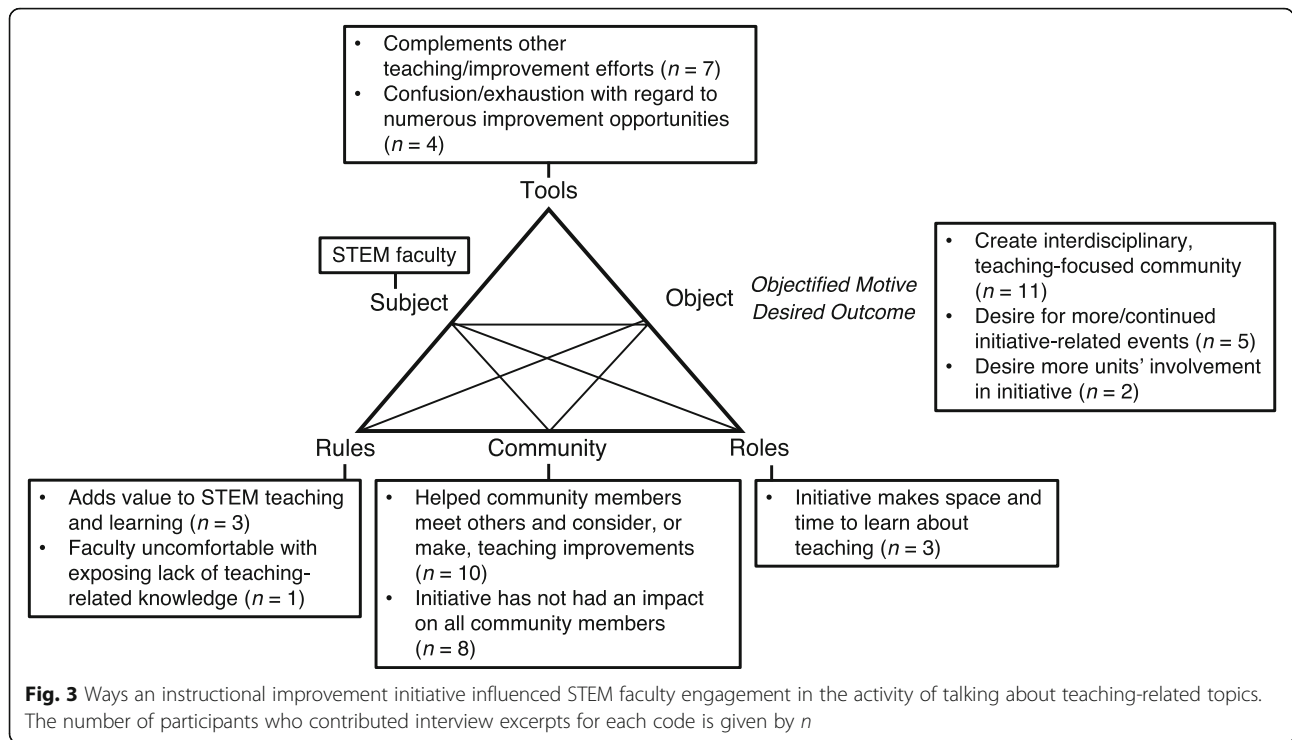 • Complements other
teaching/improvement efforts (n = 7)
• Confusion/exhaustion with regard to
numerous improvement opportunities
(n = 4)
Tools
STEM faculty
Subject
Object
Objectified Motive
Desired Outcome
• Create interdisciplinary,
teaching-focused community
(n = 11)
• Desire for more/continued
initiative-related events (n = 5)
• Desire more units' involvement
in initiative (n = 2)
Rules
Community
Roles
• Adds value to STEM teaching
and learning (n = 3)
• Faculty uncomfortable with
exposing lack of teaching-
related knowledge (n = 1)
• Helped community members
meet others and consider, or
make, teaching improvements
(n = 10)
• Initiative has not had an impact
on all community members
(n = 8)
• Initiative makes space and
time to learn about
teaching (n = 3)
Fig. 3 Ways an instructional improvement initiative influenced STEM faculty engagement in the activity of talking about teaching-related topics.
The number of participants who contributed interview excerpts for each code is given by n